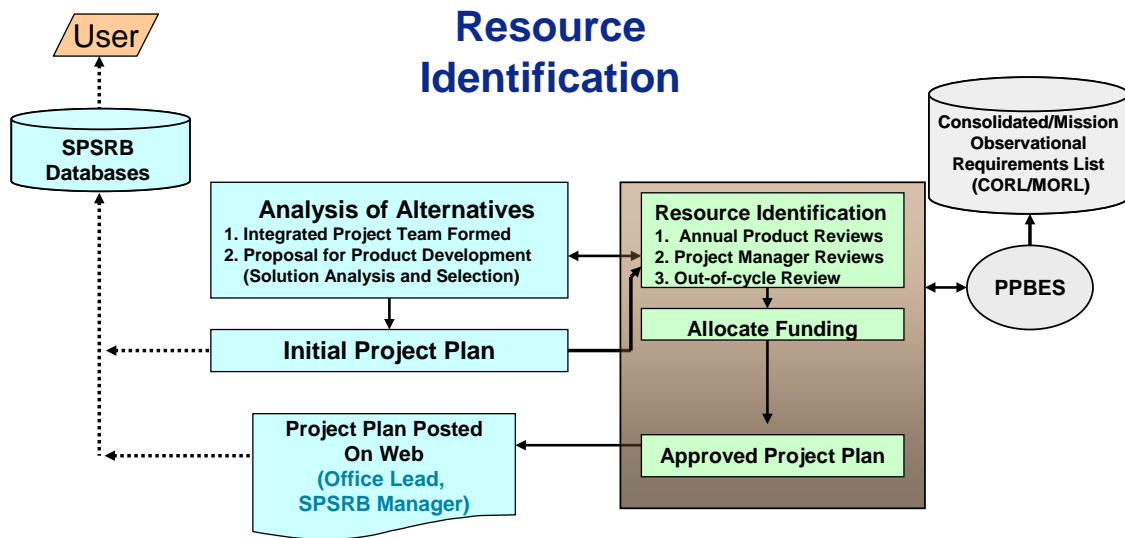 Resource
Identification
User
SPSRB
Databases
Consolidated/Mission
Observational
Requirements List
(CORL/MORL)
Analysis of Alternatives
1. Integrated Project Team Formed
2. Proposal for Product Development
(Solution Analysis and Selection)
Resource Identification
1. Annual Product Reviews
2. Project Manager Reviews
3. Out-of-cycle Review
PPBES
Initial Project Plan
Allocate Funding
Project Plan Posted
On Web
(Office Lead,
SPSRB Manager)
Approved Project Plan